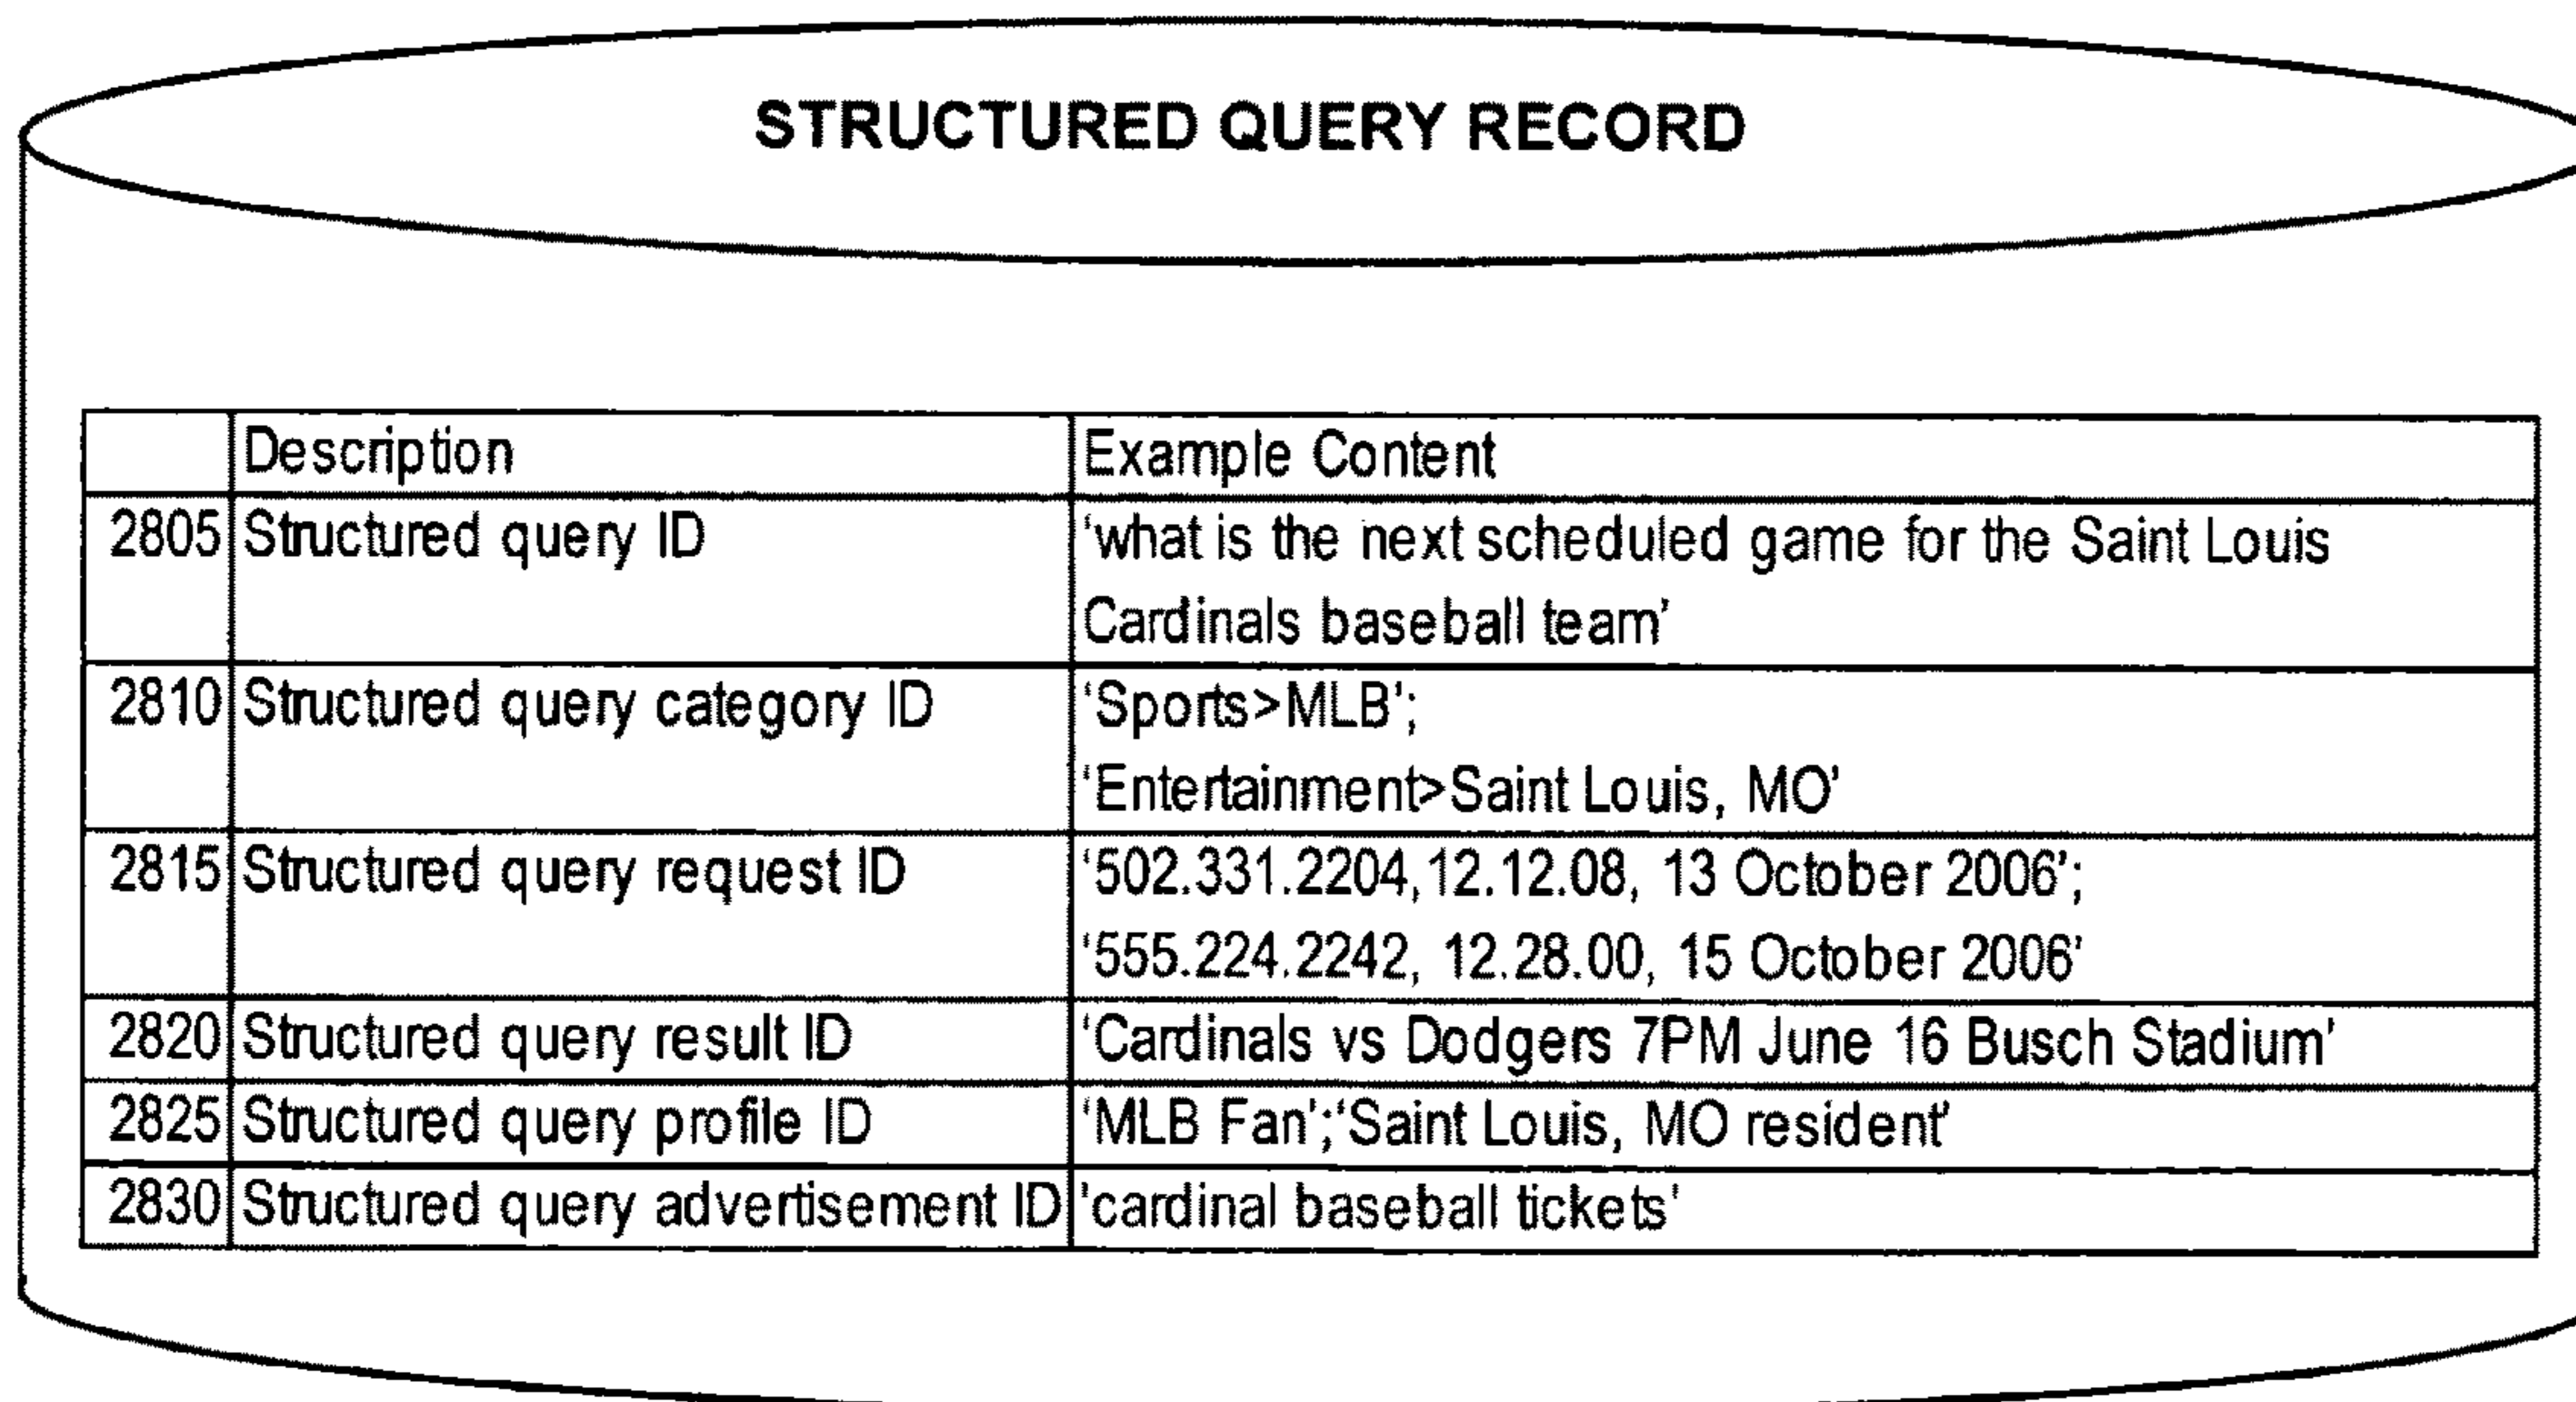 STRUCTURED QUERY RECORD
Description Example Content
2805 Structured query ID 'what is the next scheduled game for the Saint Louis
Cardinals baseball team'
2810 Structured query category ID 'Sports>MLB';
'Entertainment>Saint Louis, MO'
2815 Structured query request ID '502.331.2204,12.12.08, 13 October 2006';
'555.224.2242, 12.28.00, 15 October 2006'
2820 Structured query result ID 'Cardinals vs Dodgers 7PM June 16 Busch Stadium'
2825 Structured query profile ID 'MLB Fan';'Saint Louis, MO resident'
2830 Structured query advertisement ID 'cardinal baseball tickets'